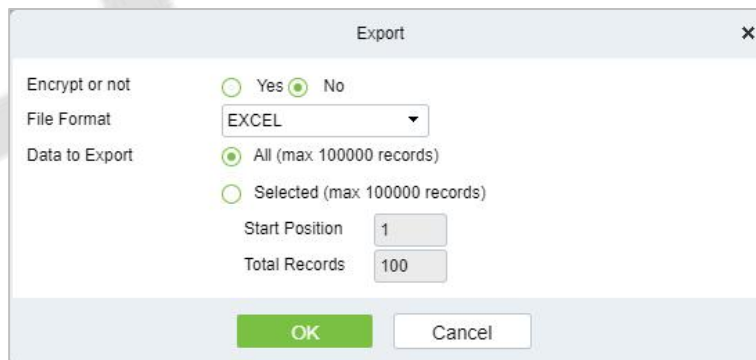 Export
Encrypt or not Yes No
File Format EXCEL
Data to Export All (max 100000 records)
Selected (max 100000 records)
Start Position 1
Total Records 100
OK Cancel